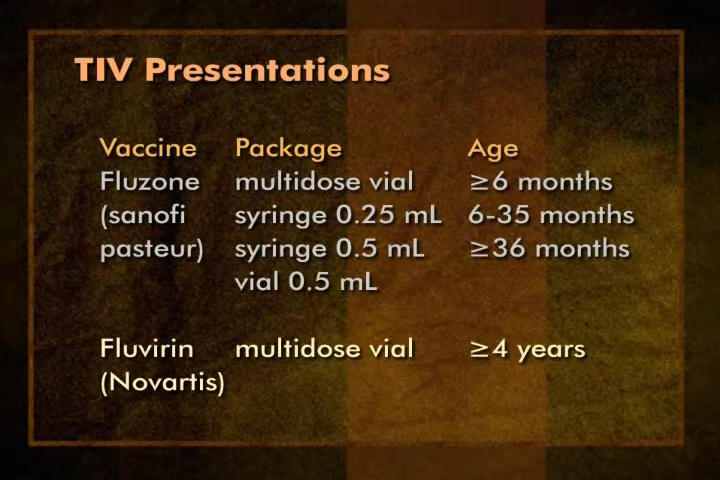 TIV Presentations
Vaccine Package Age
Fluzone multidose vial ≥6 months
(sanofi syringe 0.25 mL 6-35 months
pasteur) syringe 0.5 mL ≥36 months
vial 0.5 mL
Fluvirin multidose vial ≥4 years
(Novartis)